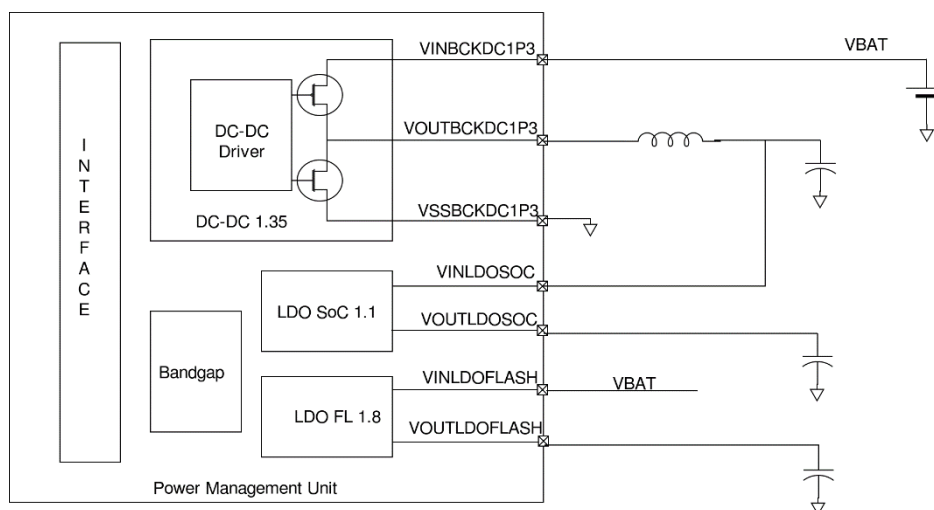 VINBCKDC1P3
VBAT
DC-DC
Driver
VOUTBCKDC1P3
INTERFACE
VSSBCKDC1P3
DC-DC 1.35
VINLDOSOC
LDO SoC 1.1
VOUTLDOSOC
Bandgap
VINLDOFLASH
VBAT
LDO FL 1.8
VOUTLDOFLASH
Power Management Unit